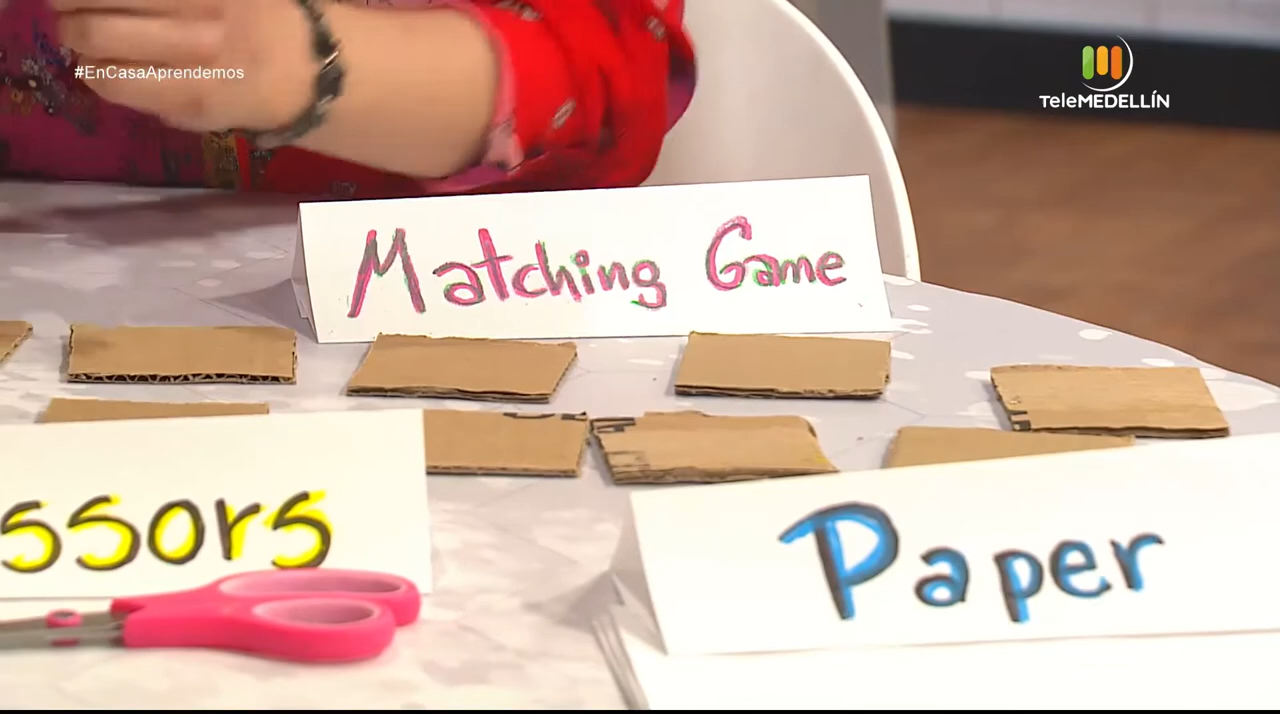 #EnCasaAprendemos
TeleMEDELLÍN
Matching Game
ssors
Paper